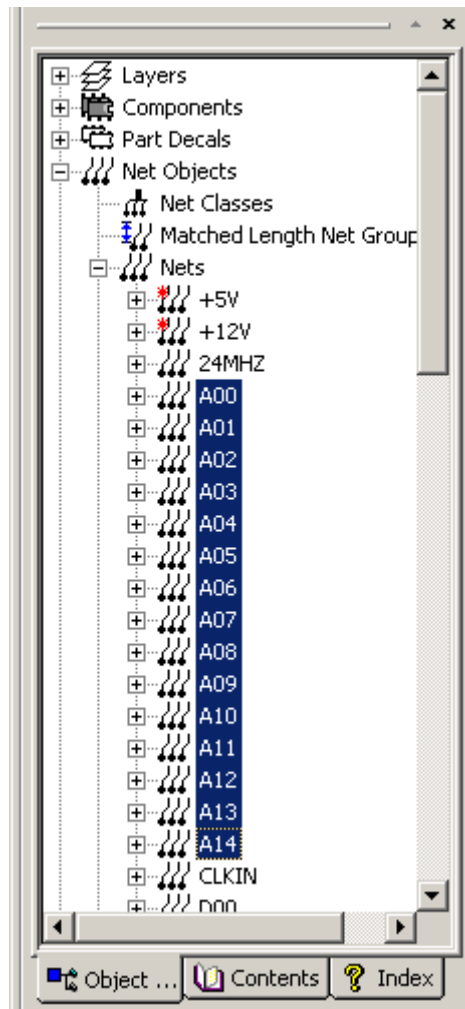 Layers
Components
Part Decals
Net Objects
Net Classes
Matched Length Net Group
Nets
+5V
+12V
24MHZ
A00
A01
A02
A03
A04
A05
A06
A07
A08
A09
A10
A11
A12
A13
A14
CLKIN
D00
Object ... Contents Index